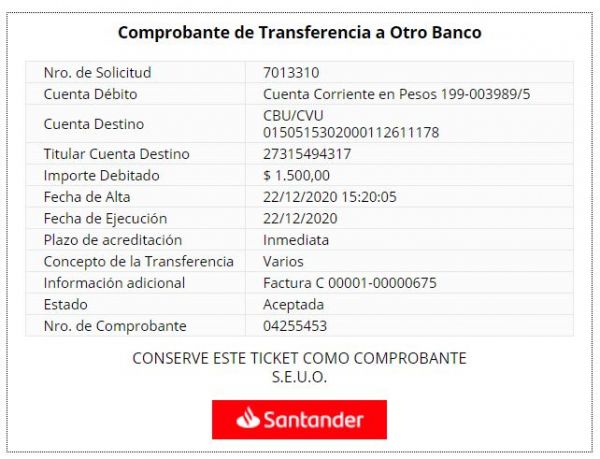 Comprobante de Transferencia a Otro Banco
Nro. de Solicitud 7013310
Cuenta Débito Cuenta Corriente en Pesos 199-003989/5
Cuenta Destino CBU/CVU
0150515302000112611178
Titular Cuenta Destino 27315494317
Importe Debitado $ 1.500,00
Fecha de Alta 22/12/2020 15:20:05
Fecha de Ejecución 22/12/2020
Plazo de acreditación Inmediata
Concepto de la Transferencia Varios
Información adicional Factura C 00001-00000675
Estado Aceptada
Nro. de Comprobante 04255453
CONSERVE ESTE TICKET COMO COMPROBANTE
S.E.U.O.
Santander